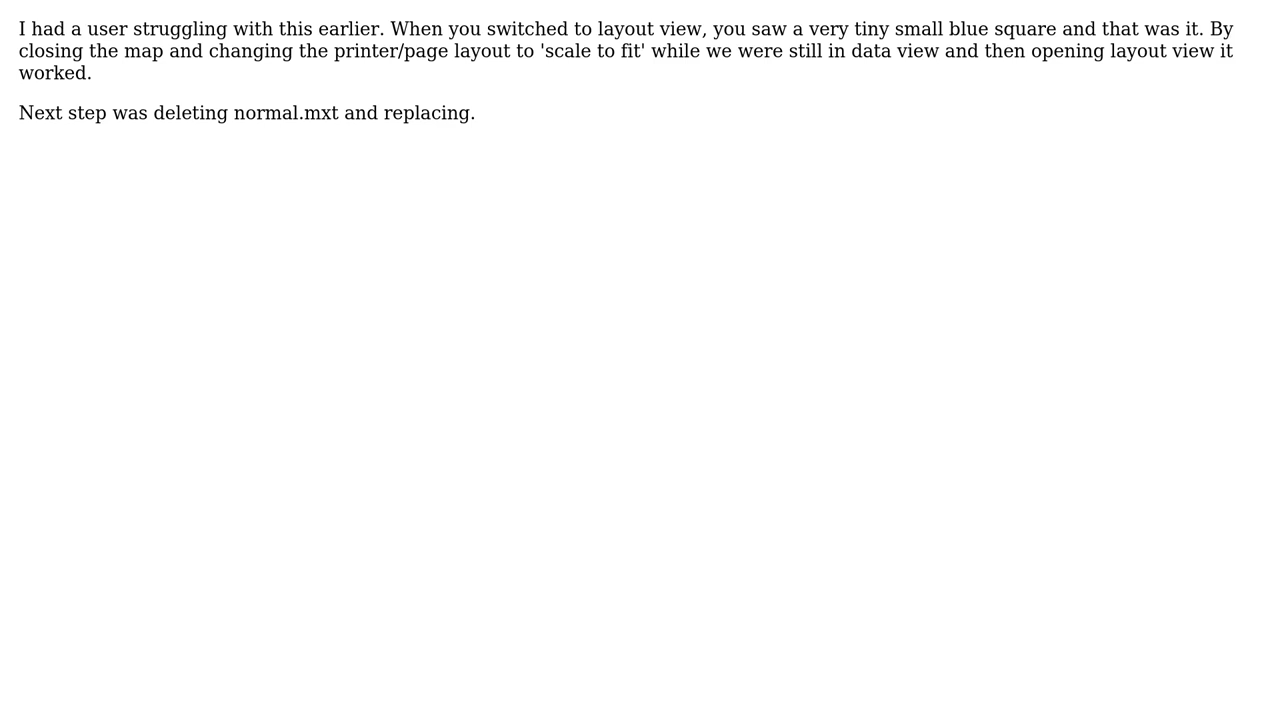 I had a user struggling with this earlier. When you switched to layout view, you saw a very tiny small blue square and that was it. By
closing the map and changing the printer/page layout to 'scale to fit' while we were still in data view and then opening layout view it
worked.
Next step was deleting normal.mxt and replacing.